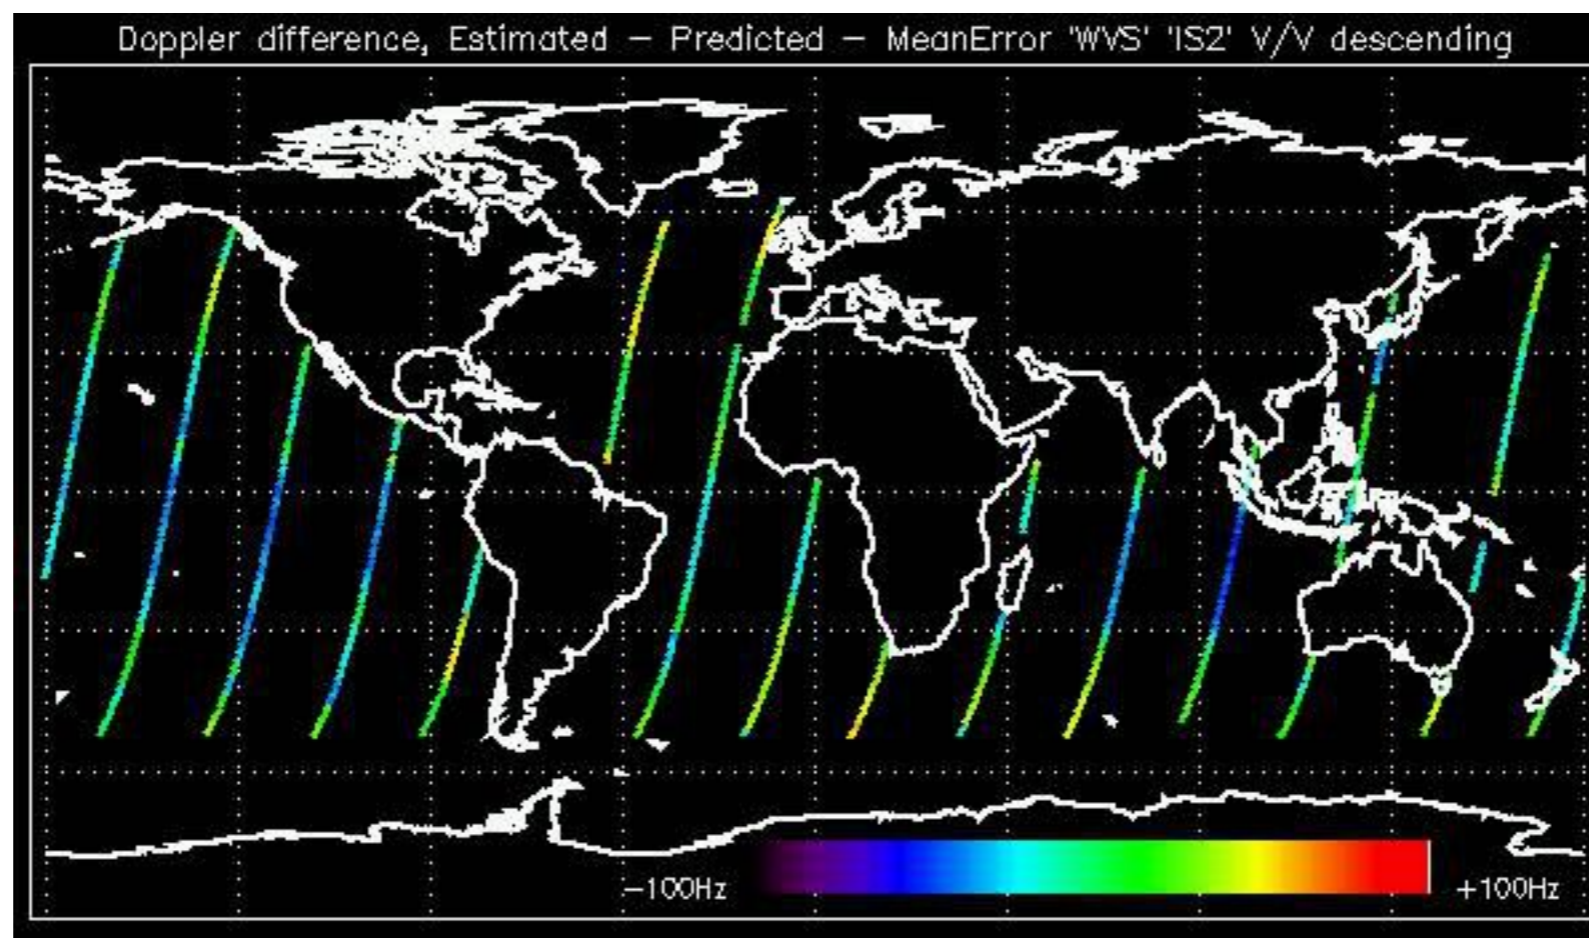 Doppler difference, Estimated – Predicted – MeanError 'WVS' 'IS2' V/V descending
–100Hz
+100Hz